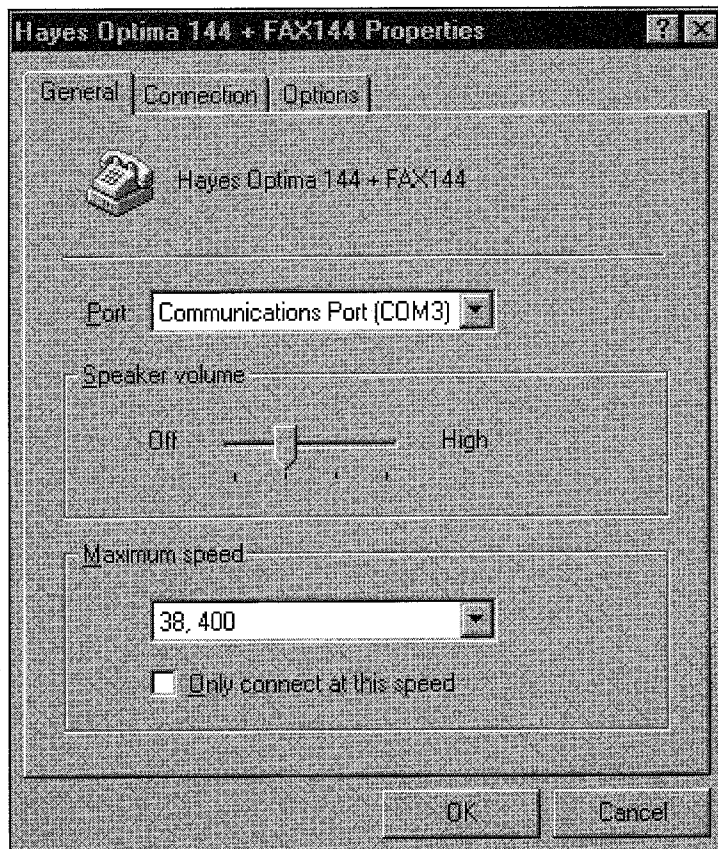 Hayes Optima 144 + FAX144 Properties
General Connection Options
Hayes Optima 144 + FAX144
Port: Communications Port (COM3)
Speaker volume
Off High
Maximum speed
38, 400
Only connect at this speed
OK Cancel